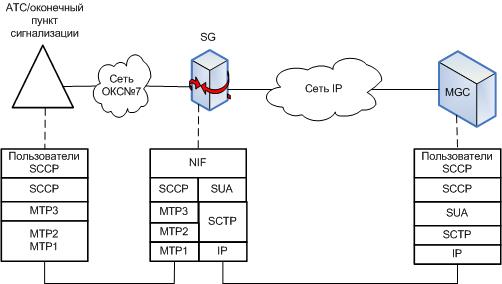 АТС/оконечный
пункт
сигнализации
SG
Сеть
ОКС№7
Сеть IP
MGC
Пользователи
SCCP
SCCP
MTP3
MTP2
MTP1
NIF
SCCP
SUA
MTP3
MTP2
SCTP
MTP1
IP
Пользователи
SCCP
SCCP
SUA
SCTP
IP